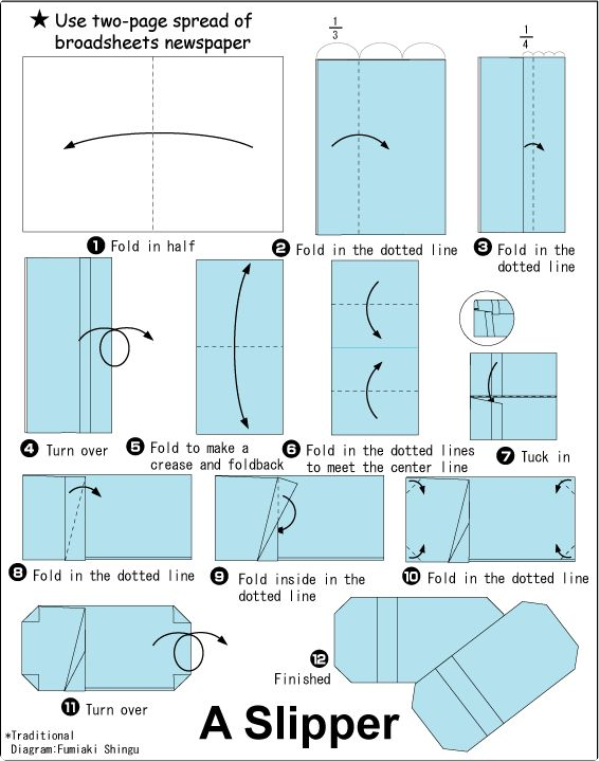 ★ Use two-page spread of
broadsheets newspaper
1/3
1/4
1 Fold in half
2 Fold in the dotted line
3 Fold in the
dotted line
4 Turn over
5 Fold to make a
crease and foldback
6 Fold in the dotted lines
to meet the center line
7 Tuck in
8 Fold in the dotted line
9 Fold inside in the
dotted line
10 Fold in the dotted line
11 Turn over
12
Finished
A Slipper
*Traditional
Diagram:Fumiaki Shingu